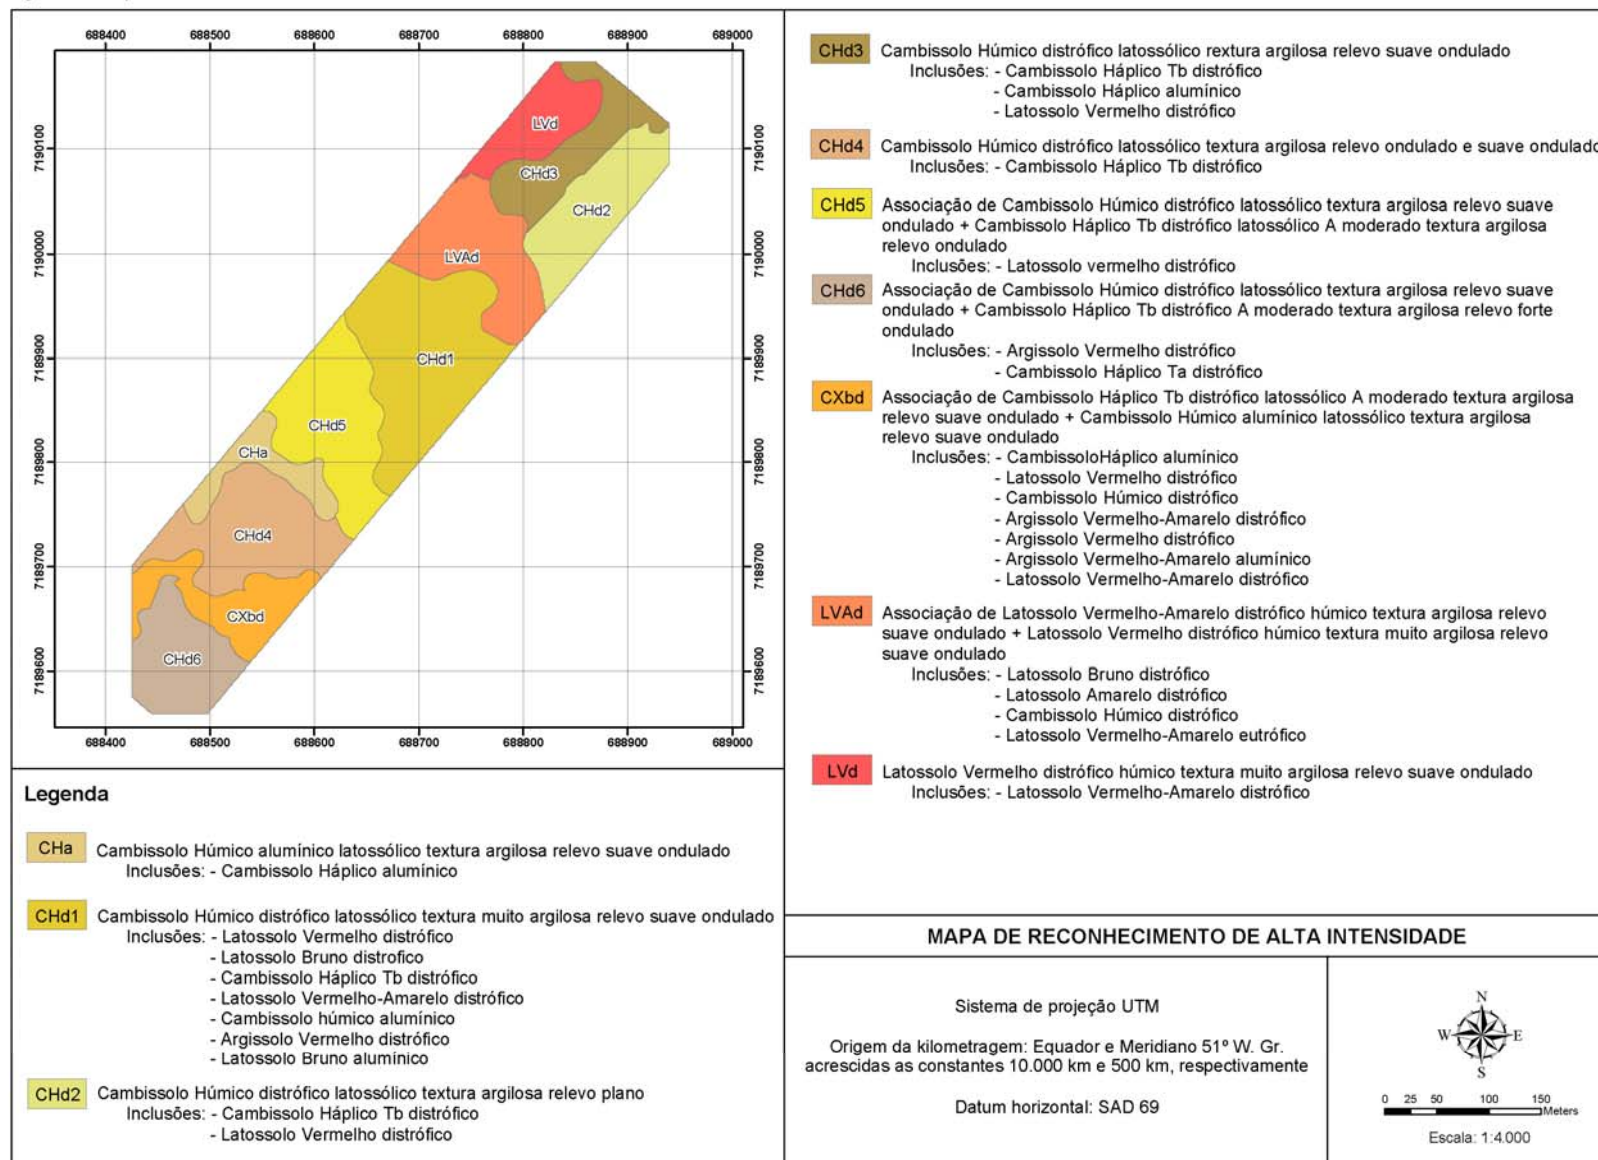 688400 688500 688600 688700 688800 688900 689000
7190100
7190000
7189900
7189800
7189700
7189600
7190100
7190000
7189900
7189800
7189700
7189600
LVd
CHd3
CHd2
LVAd
CHd1
CHd5
CHa
CHd4
CXbd
CHd6
688400 688500 688600 688700 688800 688900 689000
Legenda
CHa Cambissolo Húmico alumínico latossólico textura argilosa relevo suave ondulado
Inclusões: - Cambissolo Háplico alumínico
CHd1 Cambissolo Húmico distrófico latossólico textura muito argilosa relevo suave ondulado
Inclusões: - Latossolo Vermelho distrófico
- Latossolo Bruno distrofico
- Cambissolo Háplico Tb distrófico
- Latossolo Vermelho-Amarelo distrófico
- Cambissolo húmico alumínico
- Argissolo Vermelho distrófico
- Latossolo Bruno alumínico
CHd2 Cambissolo Húmico distrófico latossólico textura argilosa relevo plano
Inclusões: - Cambissolo Háplico Tb distrófico
- Latossolo Vermelho distrófico
CHd3 Cambissolo Húmico distrófico latossólico rextura argilosa relevo suave ondulado
Inclusões: - Cambissolo Háplico Tb distrófico
- Cambissolo Háplico alumínico
- Latossolo Vermelho distrófico
CHd4 Cambissolo Húmico distrófico latossólico textura argilosa relevo ondulado e suave ondulado
Inclusões: - Cambissolo Háplico Tb distrófico
CHd5 Associação de Cambissolo Húmico distrófico latossólico textura argilosa relevo suave
ondulado + Cambissolo Háplico Tb distrófico latossólico A moderado textura argilosa
relevo ondulado
Inclusões: - Latossolo vermelho distrófico
CHd6 Associação de Cambissolo Húmico distrófico latossólico textura argilosa relevo suave
ondulado + Cambissolo Háplico Tb distrófico A moderado textura argilosa relevo forte
ondulado
Inclusões: - Argissolo Vermelho distrófico
- Cambissolo Háplico Ta distrófico
CXbd Associação de Cambissolo Háplico Tb distrófico latossólico A moderado textura argilosa
relevo suave ondulado + Cambissolo Húmico alumínico latossólico textura argilosa
relevo suave ondulado
Inclusões: - CambissoloHáplico alumínico
- Latossolo Vermelho distrófico
- Cambissolo Húmico distrófico
- Argissolo Vermelho-Amarelo distrófico
- Argissolo Vermelho distrófico
- Argissolo Vermelho-Amarelo alumínico
- Latossolo Vermelho-Amarelo distrófico
LVAd Associação de Latossolo Vermelho-Amarelo distrófico húmico textura argilosa relevo
suave ondulado + Latossolo Vermelho distrófico húmico textura muito argilosa relevo
suave ondulado
Inclusões: - Latossolo Bruno distrófico
- Latossolo Amarelo distrófico
- Cambissolo Húmico distrófico
- Latossolo Vermelho-Amarelo eutrófico
LVd Latossolo Vermelho distrófico húmico textura muito argilosa relevo suave ondulado
Inclusões: - Latossolo Vermelho-Amarelo distrófico
MAPA DE RECONHECIMENTO DE ALTA INTENSIDADE
Sistema de projeção UTM
Origem da kilometragem: Equador e Meridiano 51º W. Gr.
acrescidas as constantes 10.000 km e 500 km, respectivamente
Datum horizontal: SAD 69
N
W E
S
0 25 50 100 150
Meters
Escala: 1:4.000